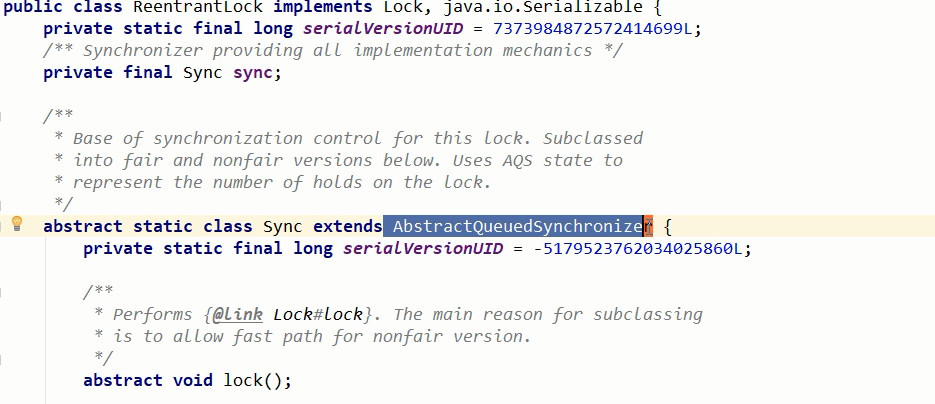 public class ReentrantLock implements Lock, java.io.Serializable {
private static final long serialVersionUID = 7373984872572414699L;
/** Synchronizer providing all implementation mechanics */
private final Sync sync;
/**
* Base of synchronization control for this lock. Subclassed
* into fair and nonfair versions below. Uses AQS state to
* represent the number of holds on the lock.
*/
abstract static class Sync extends AbstractQueuedSynchronizer {
private static final long serialVersionUID = -5179523762034025860L;
/**
* Performs {@link Lock#lock}. The main reason for subclassing
* is to allow fast path for nonfair version.
*/
abstract void lock();